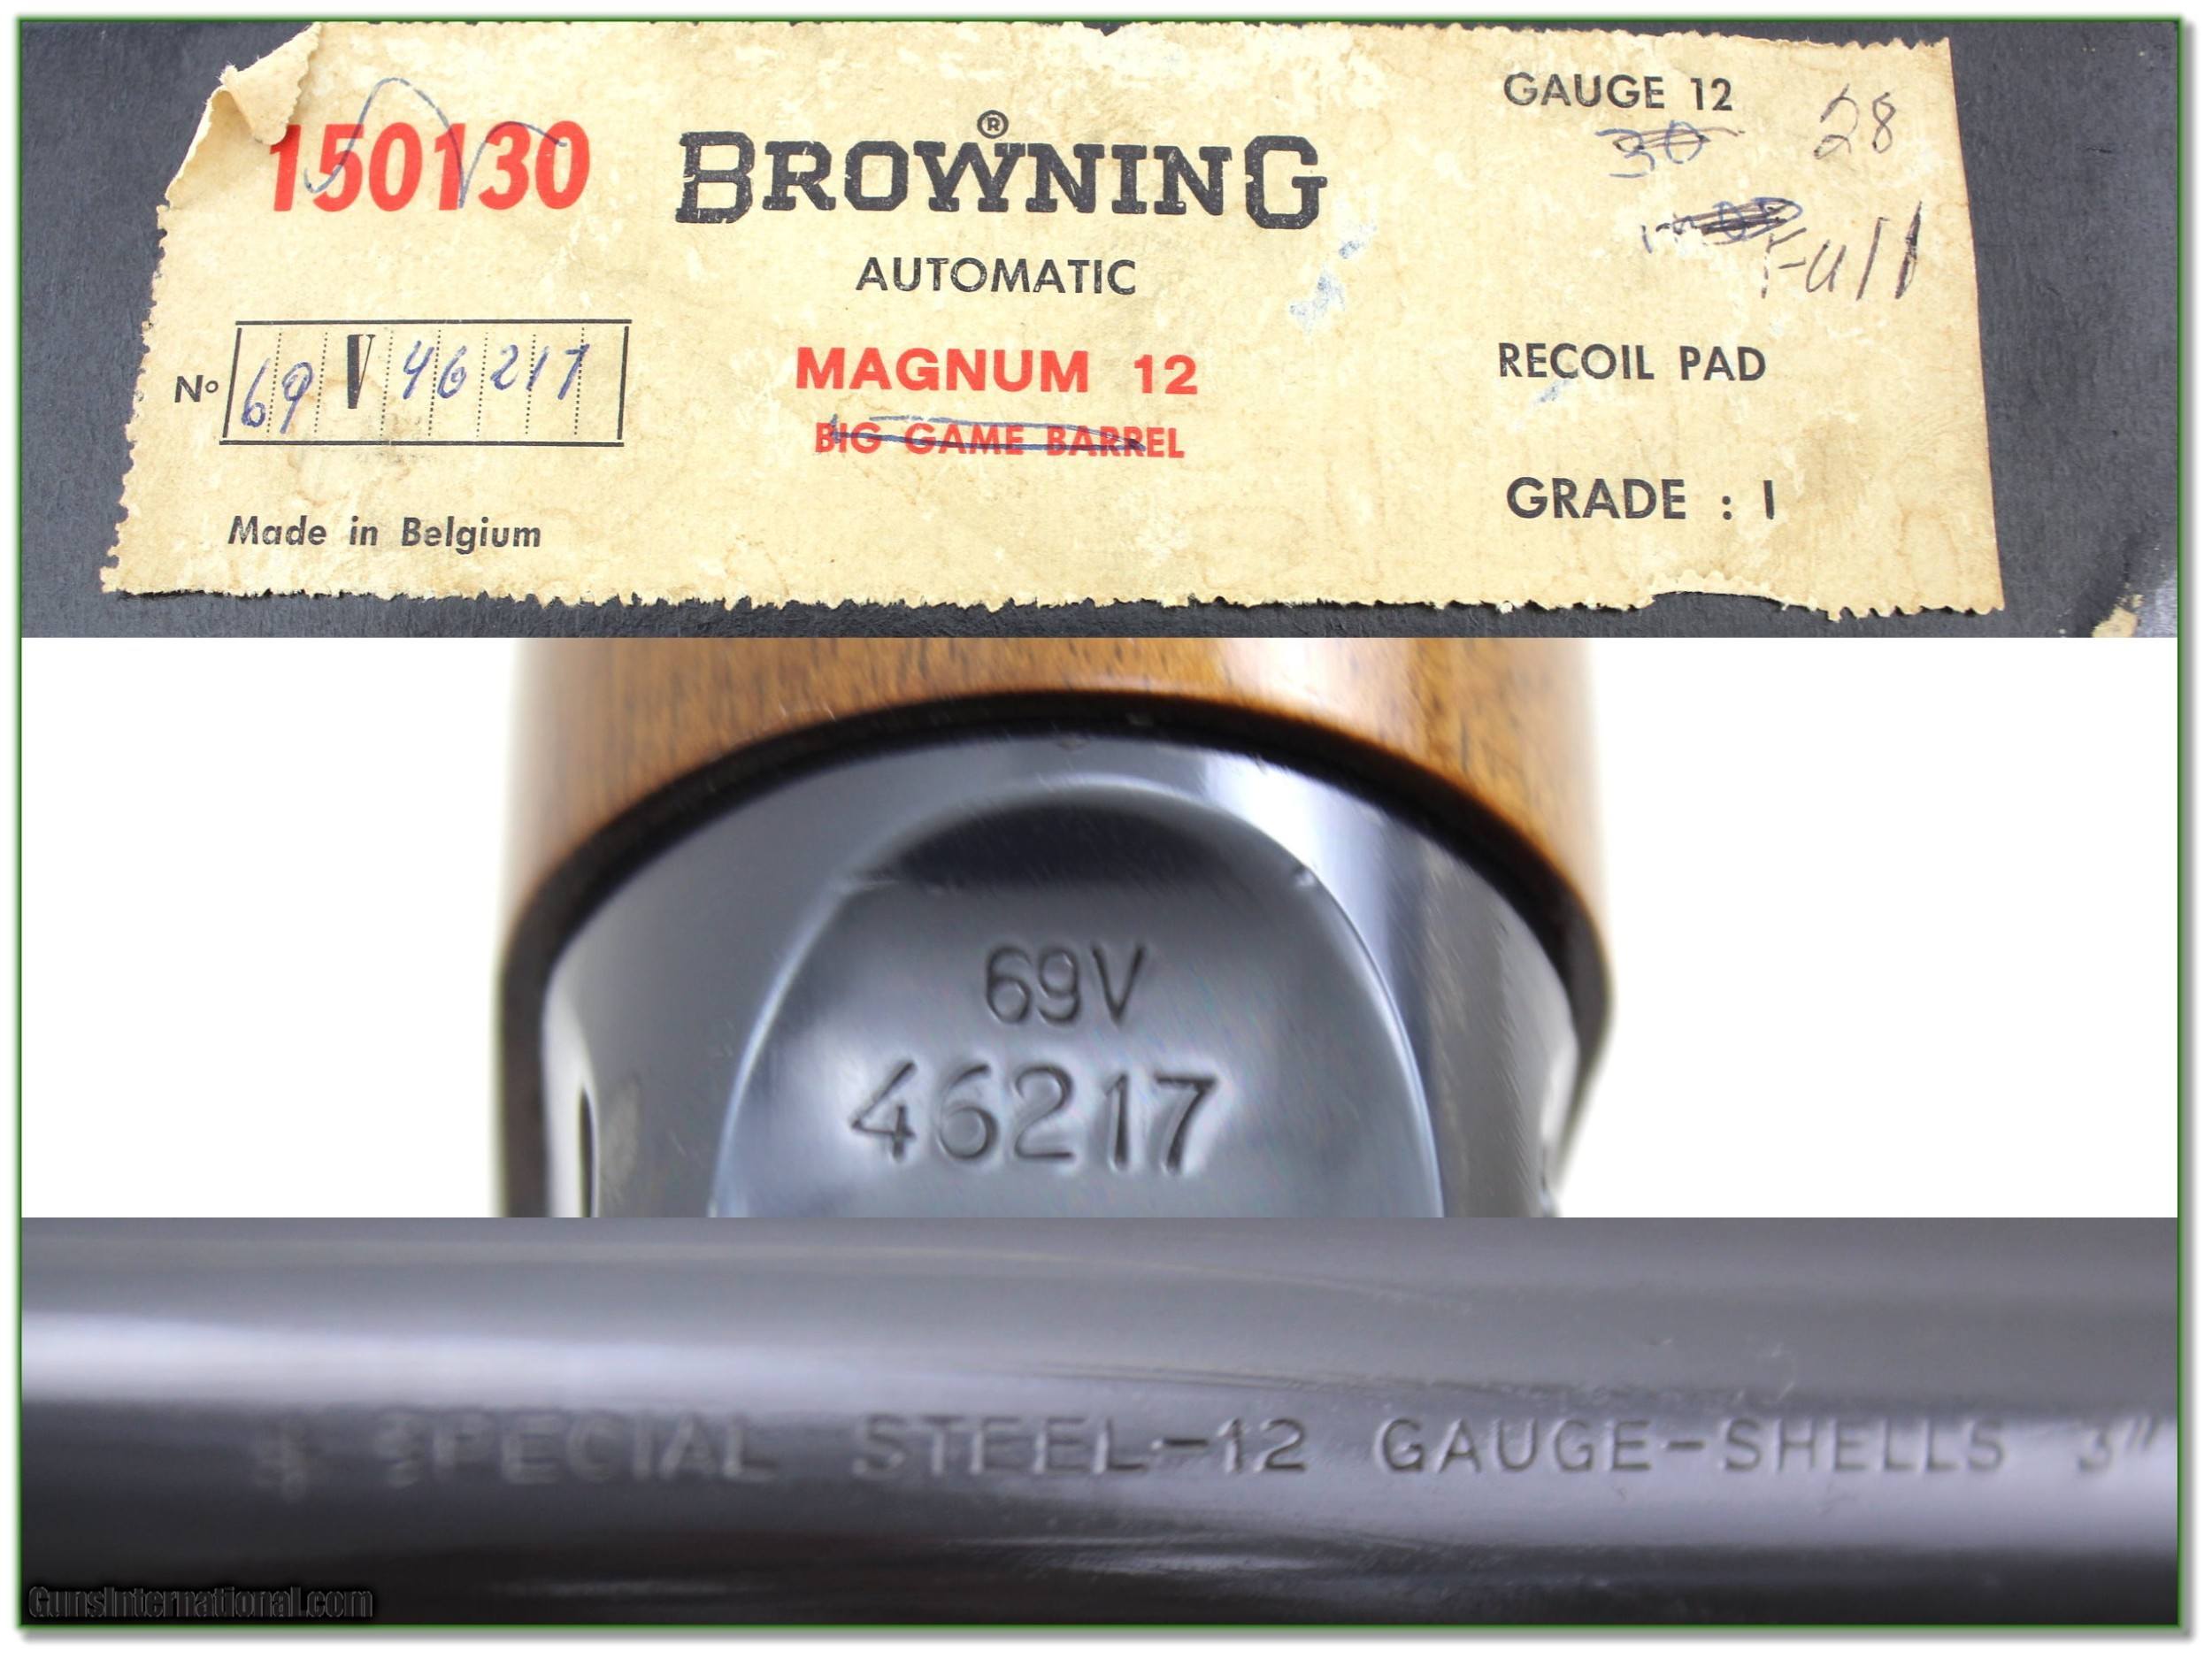 150130
BROWNING®
AUTOMATIC
MAGNUM 12
BIG GAME BARREL
GAUGE 12
30 28
Full
RECOIL PAD
GRADE : I
Nº 69 V 46217
Made in Belgium
69V
46217
SPECIAL STEEL-12 GAUGE-SHELLS 3"
GunsInternational.com